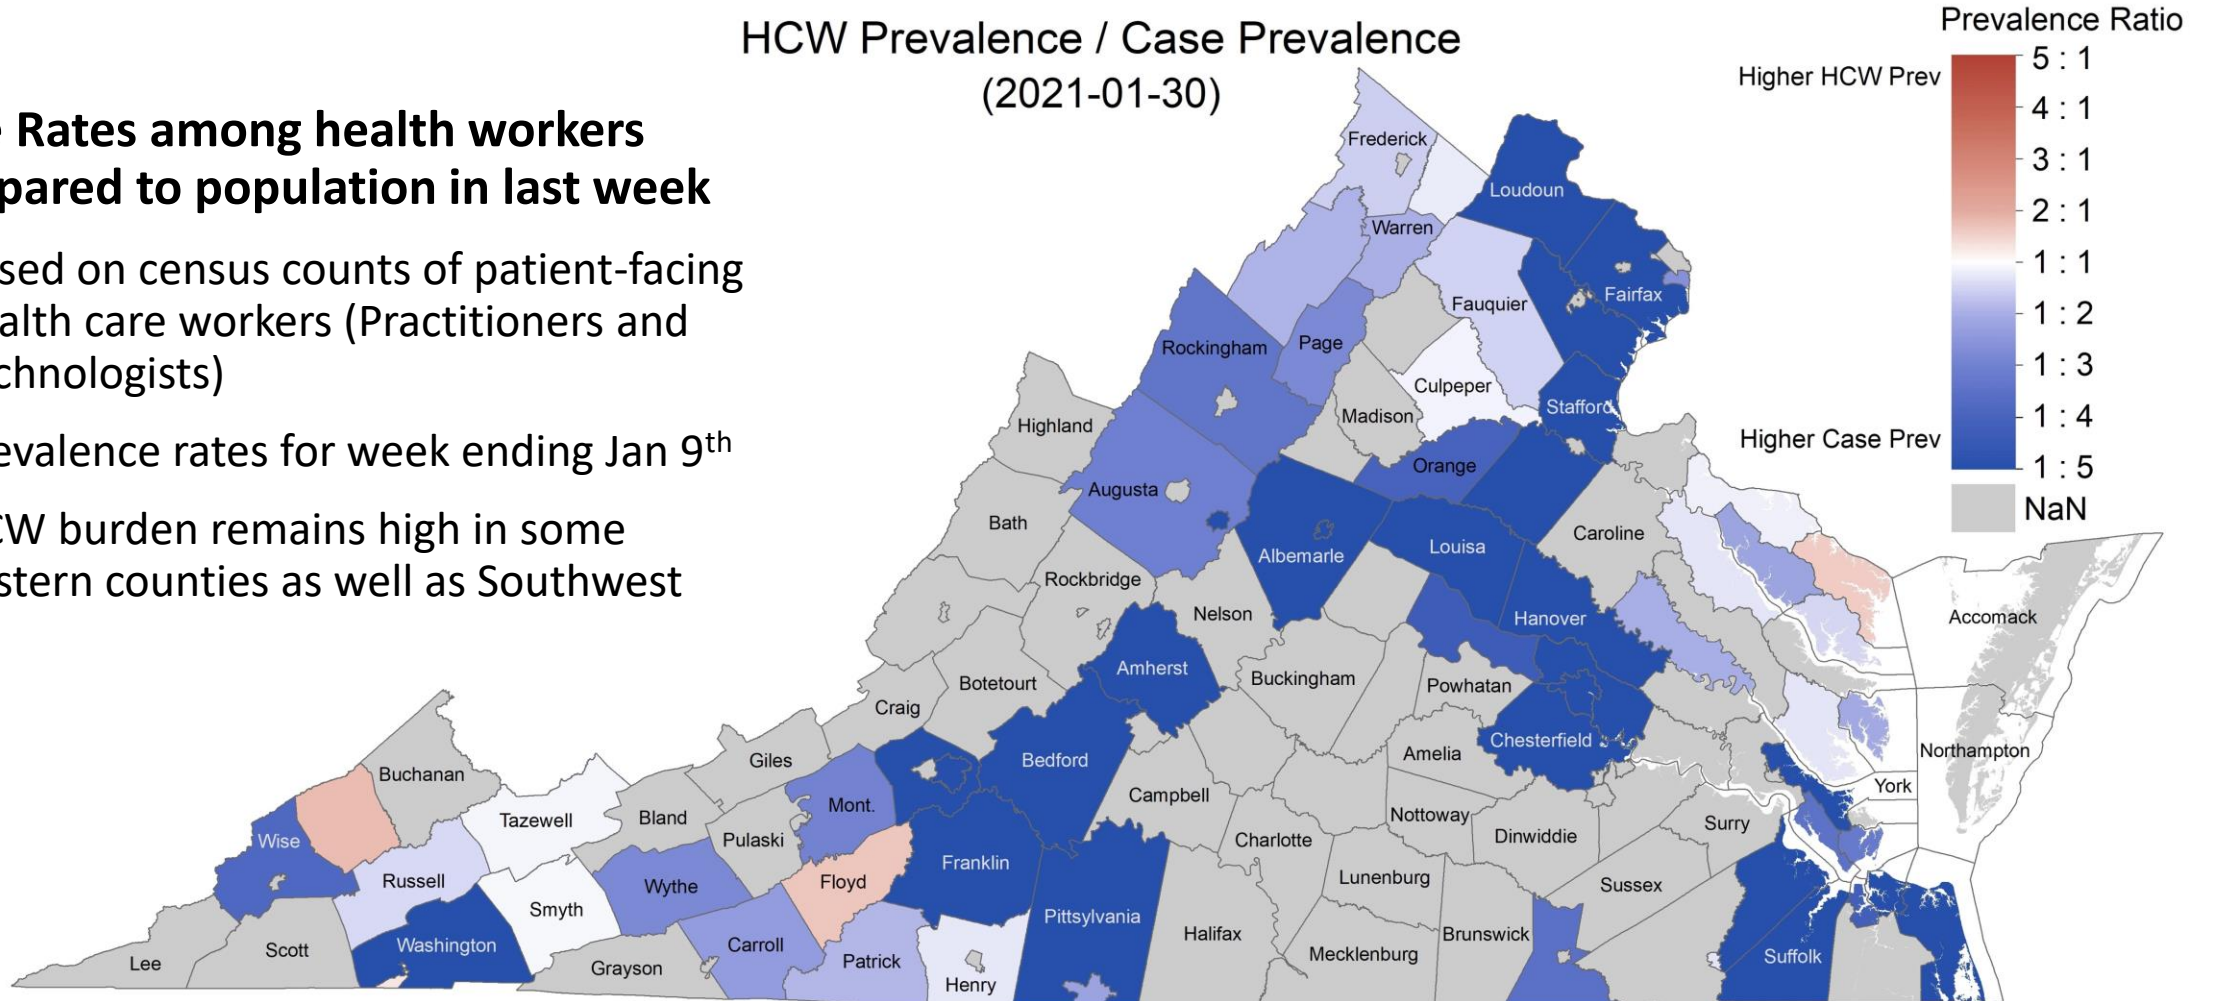 HCW Prevalence / Case Prevalence
(2021-01-30)
Rates among health workers
pared to population in last week
sed on census counts of patient-facing
alth care workers (Practitioners and
chnologists)
evalence rates for week ending Jan 9th
CW burden remains high in some
stern counties as well as Southwest
Prevalence Ratio
Higher HCW Prev
5 : 1
4 : 1
3 : 1
2 : 1
1 : 1
1 : 2
1 : 3
1 : 4
Higher Case Prev
1 : 5
NaN
Frederick
Loudoun
Warren
Fairfax
Fauquier
Rockingham
Page
Culpeper
Stafford
Madison
Highland
Orange
Augusta
Bath
Caroline
Louisa
Albemarle
Rockbridge
Nelson
Hanover
Accomack
Amherst
Buckingham
Botetourt
Powhatan
Craig
Chesterfield
Northampton
Amelia
Bedford
Giles
Buchanan
York
Campbell
Mont.
Bland
Tazewell
Nottoway
Surry
Dinwiddie
Pulaski
Charlotte
Wise
Franklin
Lunenburg
Floyd
Russell
Wythe
Sussex
Smyth
Pittsylvania
Halifax
Brunswick
Washington
Carroll
Scott
Mecklenburg
Suffolk
Patrick
Lee
Grayson
Henry